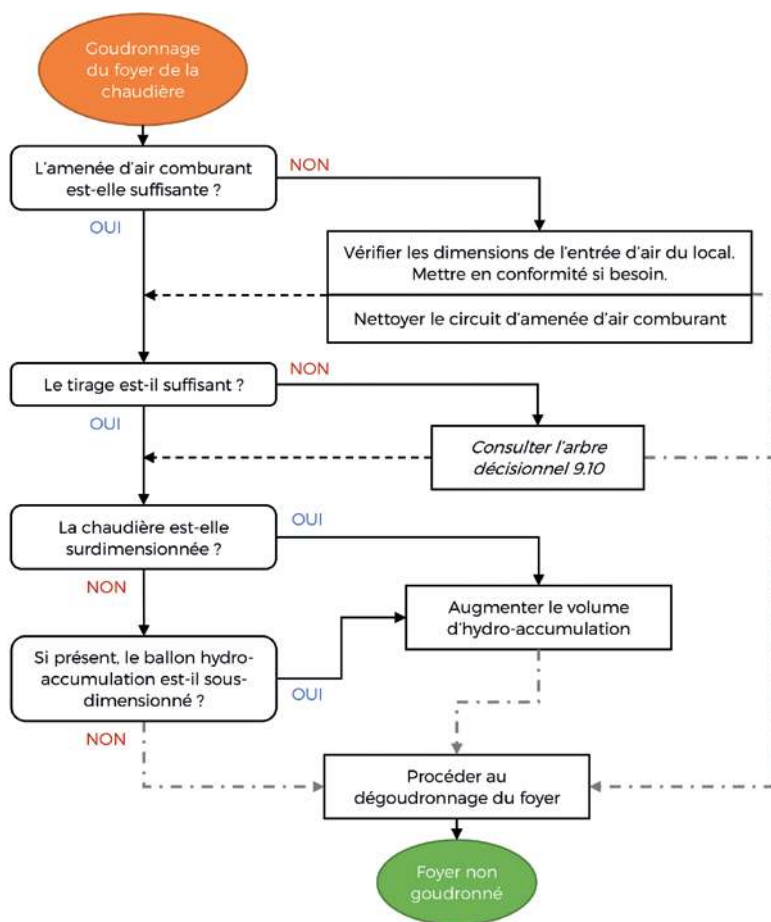 Goudronnage
du foyer de la
chaudière
L'amenée d'air comburant
est-elle suffisante ?
NON
OUI
Vérifier les dimensions de l'entrée d'air du local.
Mettre en conformité si besoin.
Nettoyer le circuit d'amenée d'air comburant
Le tirage est-il suffisant ?
NON
OUI
Consulter l'arbre
décisionnel 9.10
La chaudière est-elle
surdimensionnée ?
OUI
NON
Augmenter le volume
d'hydro-accumulation
Si présent, le ballon hydro-
accumulation est-il sous-
dimensionné ?
OUI
NON
Procéder au
dégoudronnage du foyer
Foyer non
goudronné